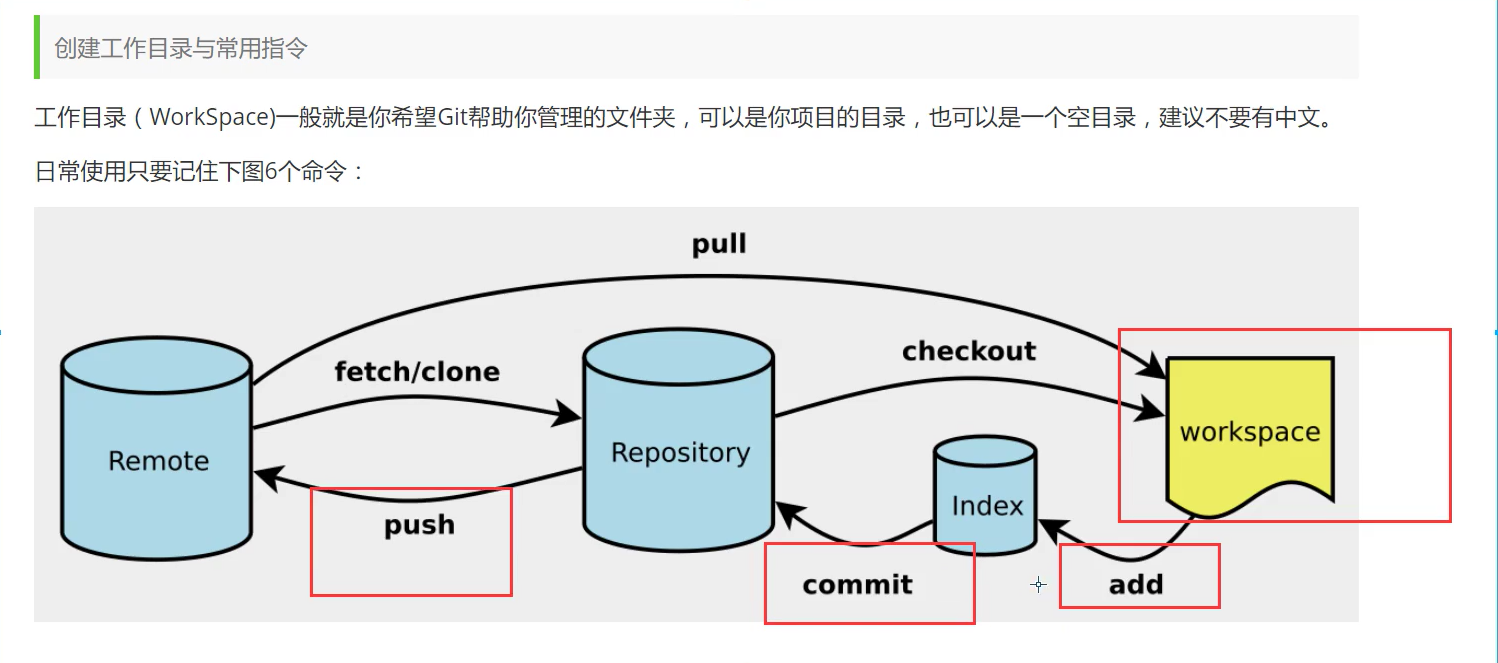 创建工作目录与常用指令
工作目录（WorkSpace)一般就是你希望Git帮助你管理的文件夹，可以是你项目的目录，也可以是一个空目录，建议不要有中文。
日常使用只要记住下图6个命令：
pull
fetch/clone
checkout
Remote
Repository
workspace
Index
push
commit
add